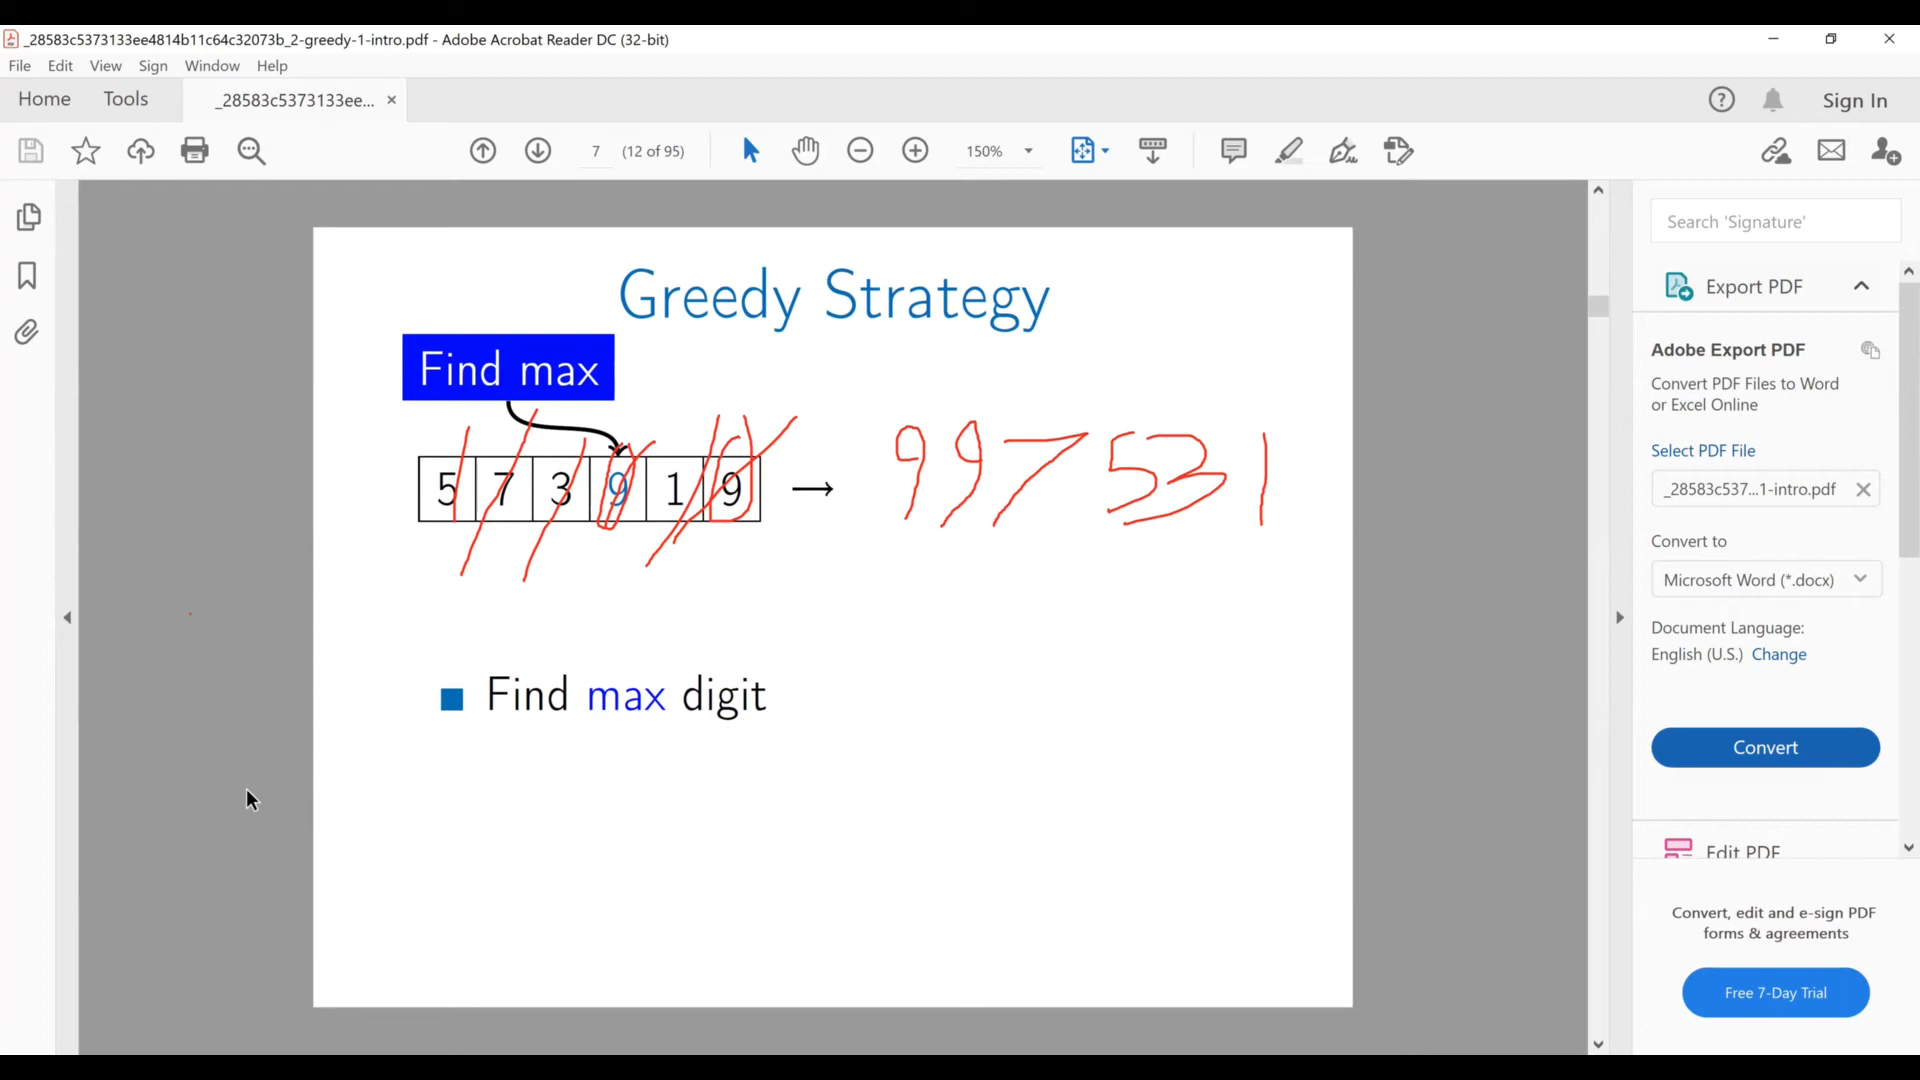 _28583c5373133ee4814b11c64c32073b_2-greedy-1-intro.pdf - Adobe Acrobat Reader DC (32-bit)
File Edit View Sign Window Help
Home Tools _28583c5373133ee... × Sign In
7 (12 of 95) 150%
Search 'Signature'
Export PDF
Adobe Export PDF
Convert PDF Files to Word
or Excel Online
Select PDF File
_28583c537...1-intro.pdf
Convert to
Microsoft Word (*.docx)
Document Language:
English (U.S.) Change
Convert
Edit PDF
Convert, edit and e-sign PDF
forms & agreements
Free 7-Day Trial
Greedy Strategy
Find max
5 7 3 9 1 9 → 997531
Find max digit